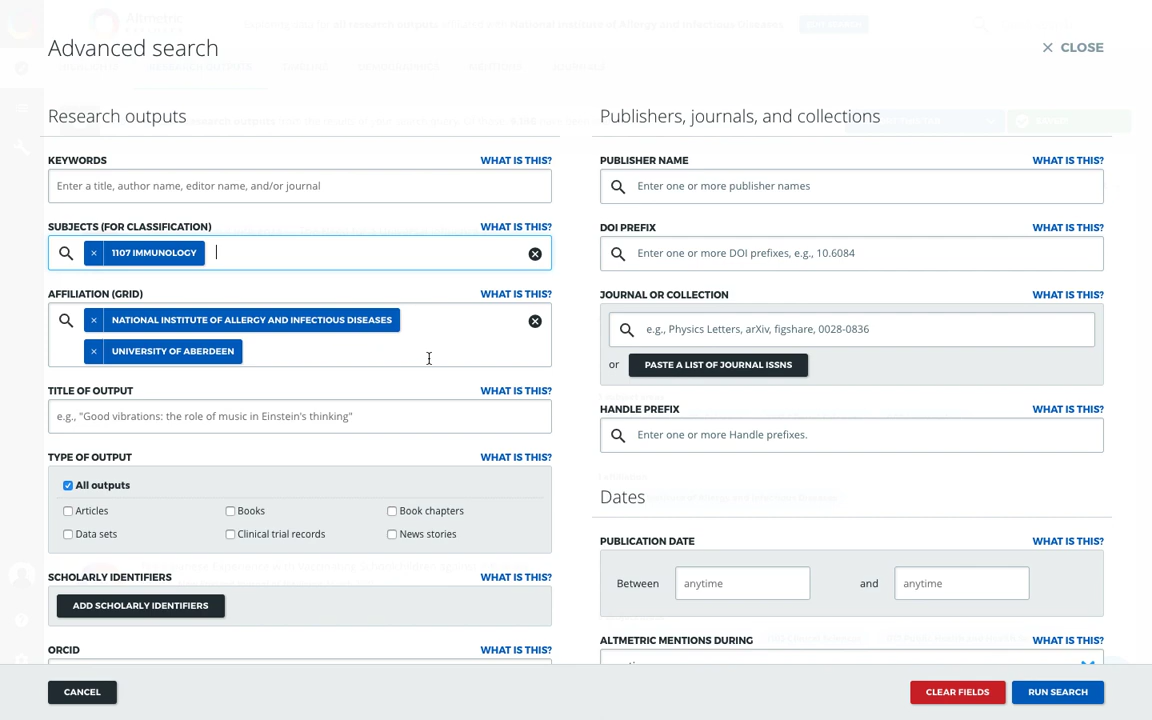 Advanced search
× CLOSE
Research outputs
KEYWORDS
WHAT IS THIS?
Enter a title, author name, editor name, and/or journal
SUBJECTS (FOR CLASSIFICATION)
WHAT IS THIS?
× 1107 IMMUNOLOGY
AFFILIATION (GRID)
WHAT IS THIS?
× NATIONAL INSTITUTE OF ALLERGY AND INFECTIOUS DISEASES
× UNIVERSITY OF ABERDEEN
TITLE OF OUTPUT
WHAT IS THIS?
e.g., "Good vibrations: the role of music in Einstein's thinking"
TYPE OF OUTPUT
WHAT IS THIS?
All outputs
Articles
Books
Book chapters
Data sets
Clinical trial records
News stories
SCHOLARLY IDENTIFIERS
WHAT IS THIS?
ADD SCHOLARLY IDENTIFIERS
ORCID
WHAT IS THIS?
Publishers, journals, and collections
PUBLISHER NAME
WHAT IS THIS?
Enter one or more publisher names
DOI PREFIX
WHAT IS THIS?
Enter one or more DOI prefixes, e.g., 10.6084
JOURNAL OR COLLECTION
WHAT IS THIS?
e.g., Physics Letters, arXiv, figshare, 0028-0836
or PASTE A LIST OF JOURNAL ISSNS
HANDLE PREFIX
WHAT IS THIS?
Enter one or more Handle prefixes.
Dates
PUBLICATION DATE
WHAT IS THIS?
Between anytime and anytime
ALTMETRIC MENTIONS DURING
WHAT IS THIS?
CANCEL
CLEAR FIELDS
RUN SEARCH